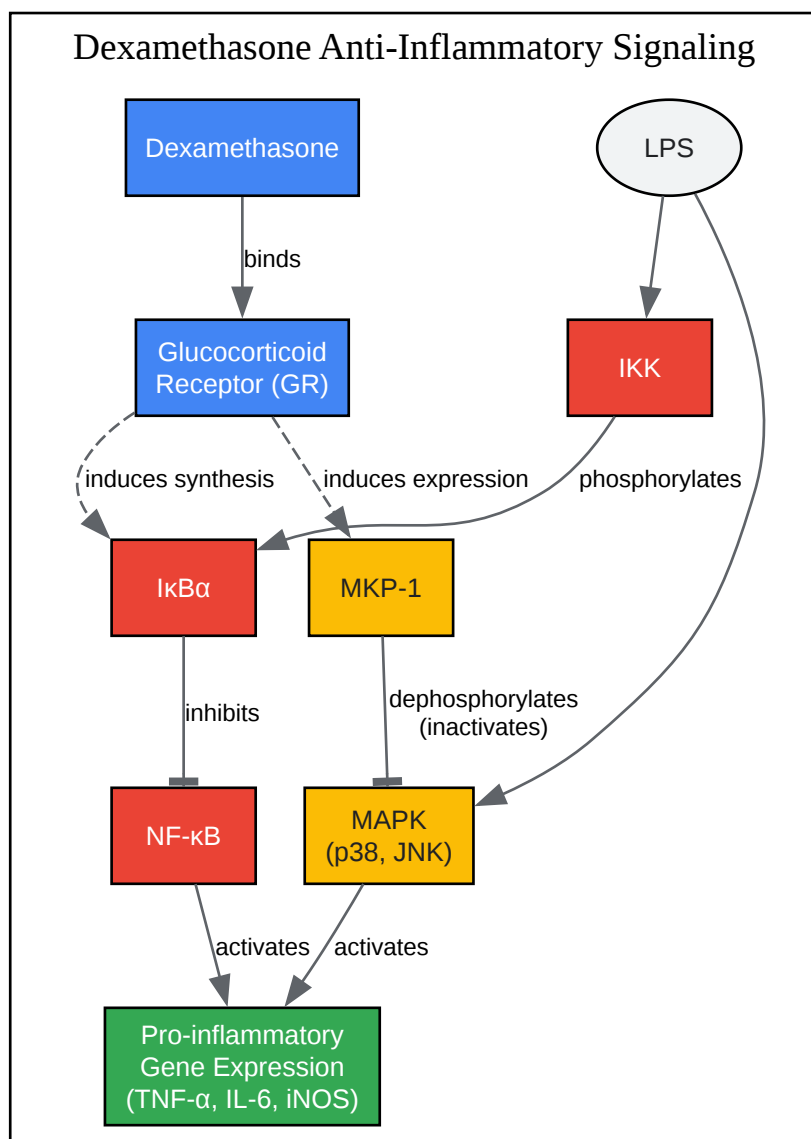 Dexamethasone Anti-Inflammatory Signaling
Dexamethasone
LPS
binds
Glucocorticoid
Receptor (GR)
IKK
induces synthesis
induces expression
phosphorylates
IκBα
MKP-1
inhibits
dephosphorylates
(inactivates)
NF-κB
MAPK
(p38, JNK)
activates
activates
Pro-inflammatory
Gene Expression
(TNF-α, IL-6, iNOS)